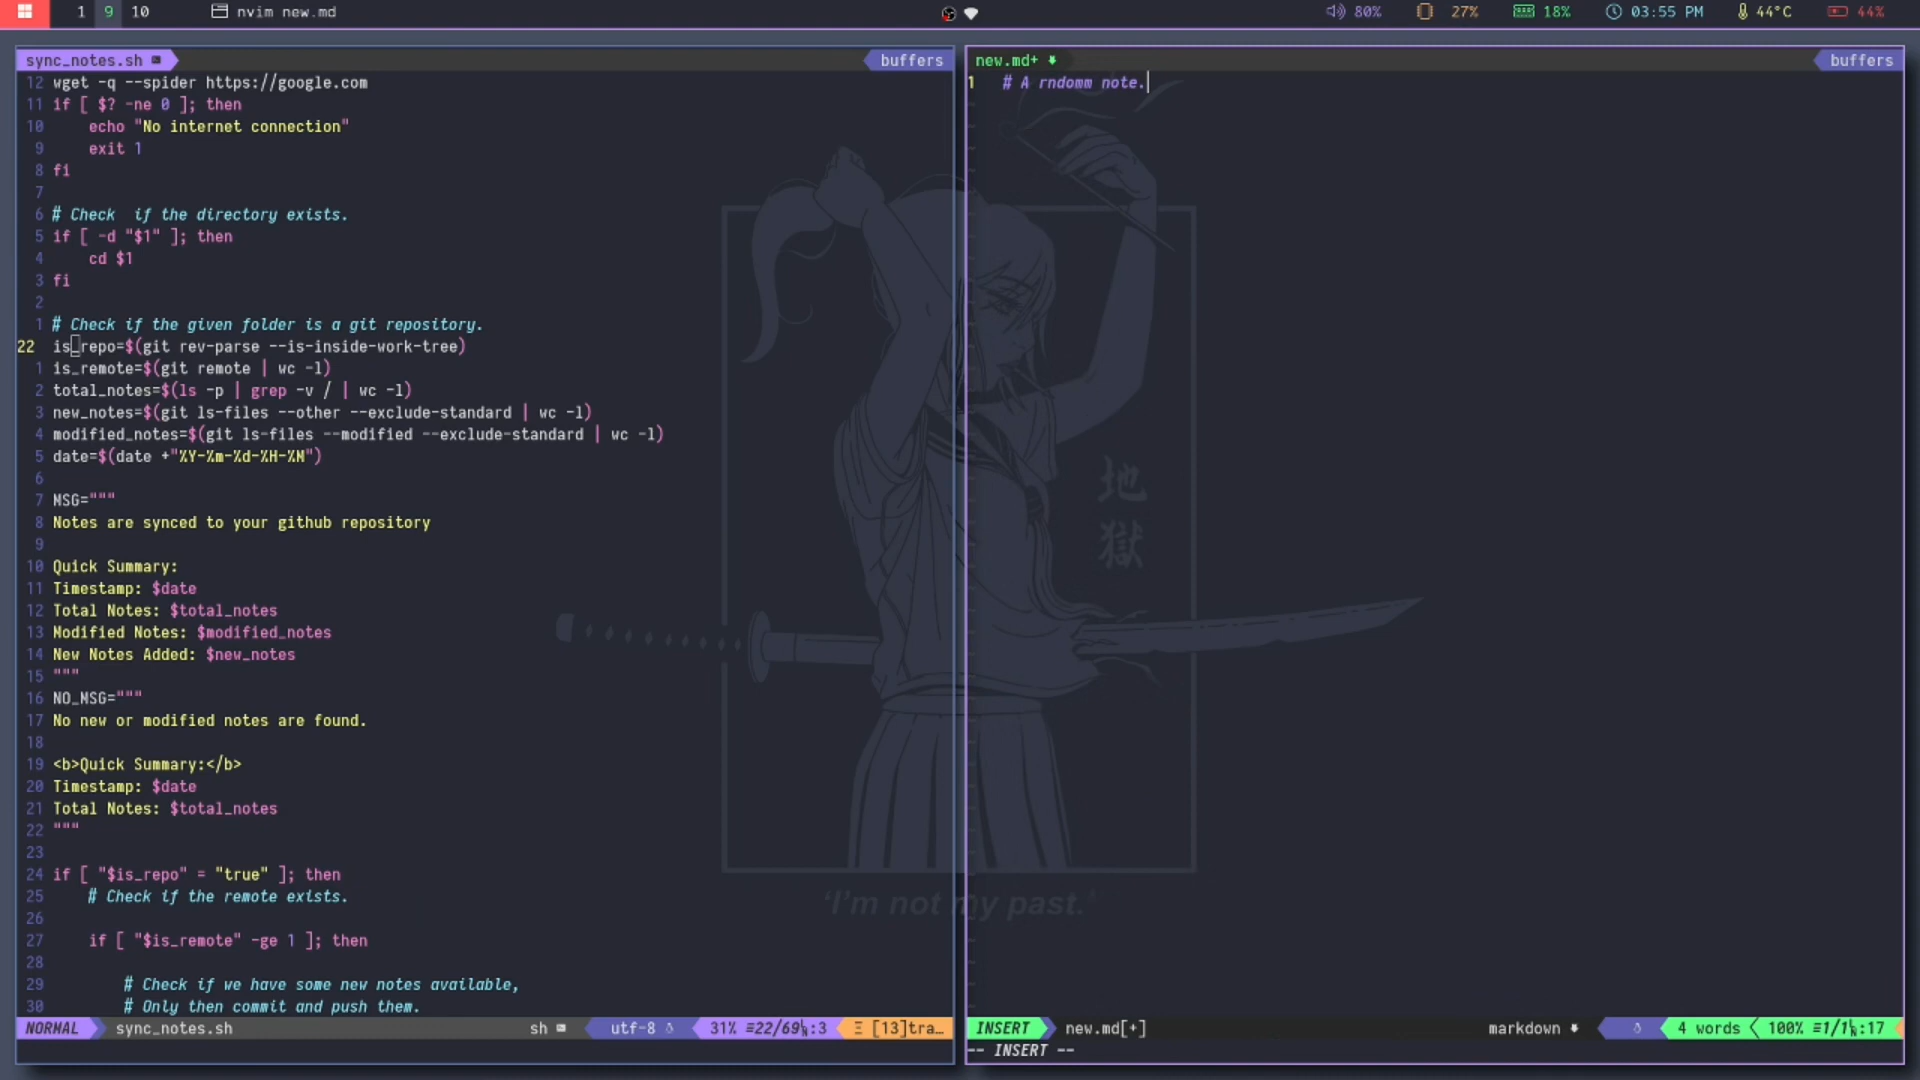 1 9 10 nvim new.md 80% 27% 18% 03:55 PM 44°C 44%
sync_notes.sh buffers
12 wget -q --spider https://google.com
11 if [ $? -ne 0 ]; then
10 echo "No internet connection"
9 exit 1
8 fi
7
6 # Check  if the directory exists.
5 if [ -d "$1" ]; then
4 cd $1
3 fi
2
1 # Check if the given folder is a git repository.
22 is_repo=$(git rev-parse --is-inside-work-tree)
1 is_remote=$(git remote | wc -l)
2 total_notes=$(ls -p | grep -v / | wc -l)
3 new_notes=$(git ls-files --other --exclude-standard | wc -l)
4 modified_notes=$(git ls-files --modified --exclude-standard | wc -l)
5 date=$(date +"%Y-%m-%d-%H-%M")
6
7 MSG="""
8 Notes are synced to your github repository
9
10 Quick Summary:
11 Timestamp: $date
12 Total Notes: $total_notes
13 Modified Notes: $modified_notes
14 New Notes Added: $new_notes
15 """
16 NO_MSG="""
17 No new or modified notes are found.
18
19 <b>Quick Summary:</b>
20 Timestamp: $date
21 Total Notes: $total_notes
22 """
23
24 if [ "$is_repo" = "true" ]; then
25 # Check if the remote exists.
26
27 if [ "$is_remote" -ge 1 ]; then
28
29 # Check if we have some new notes available,
30 # Only then commit and push them.
NORMAL sync_notes.sh sh utf-8 31% ≡22/69:3 Ξ [13]tra…
new.md+ buffers
1 # A rndomm note.
地
獄
'I'm not my past.'
INSERT new.md[+] markdown 4 words 100% ≡1/1:17
-- INSERT --